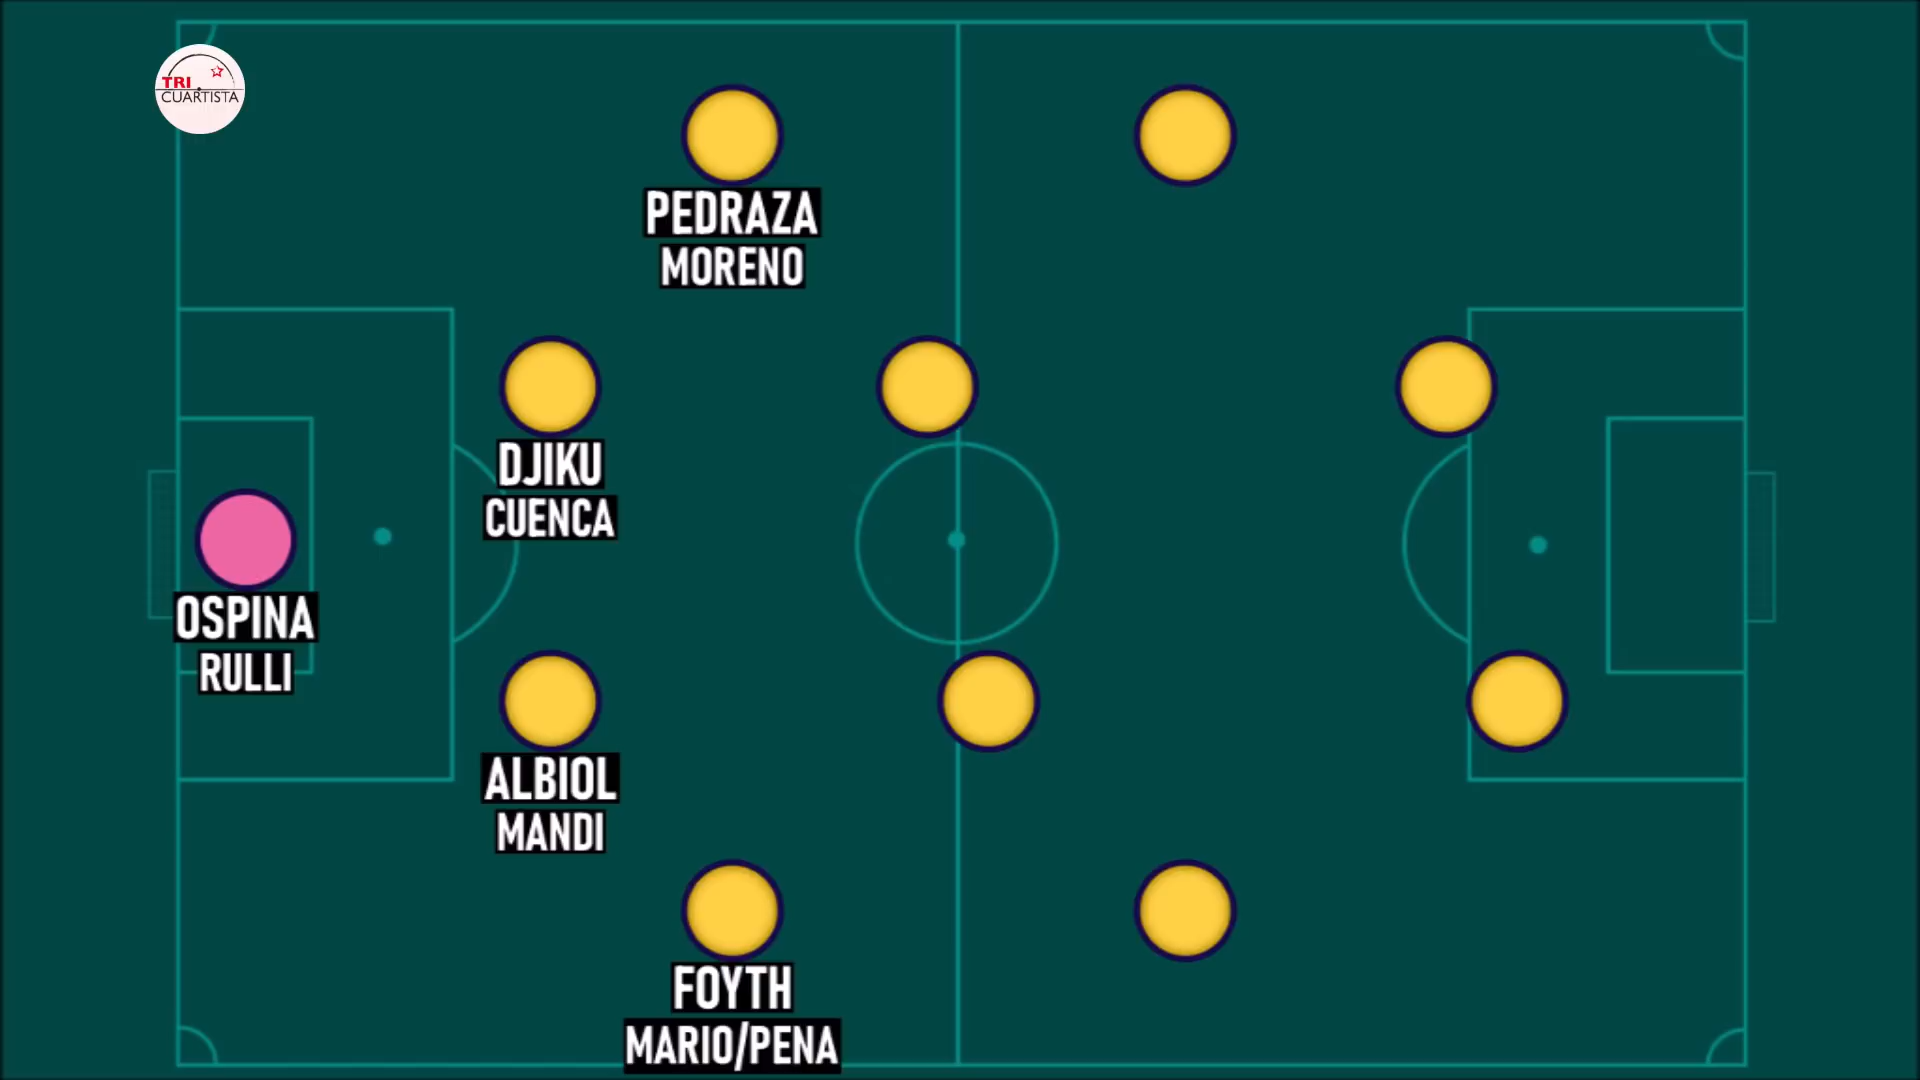 TRI
CUARTISTA
PEDRAZA
MORENO
DJIKU
CUENCA
OSPINA
RULLI
ALBIOL
MANDI
FOYTH
MARIO/PENA